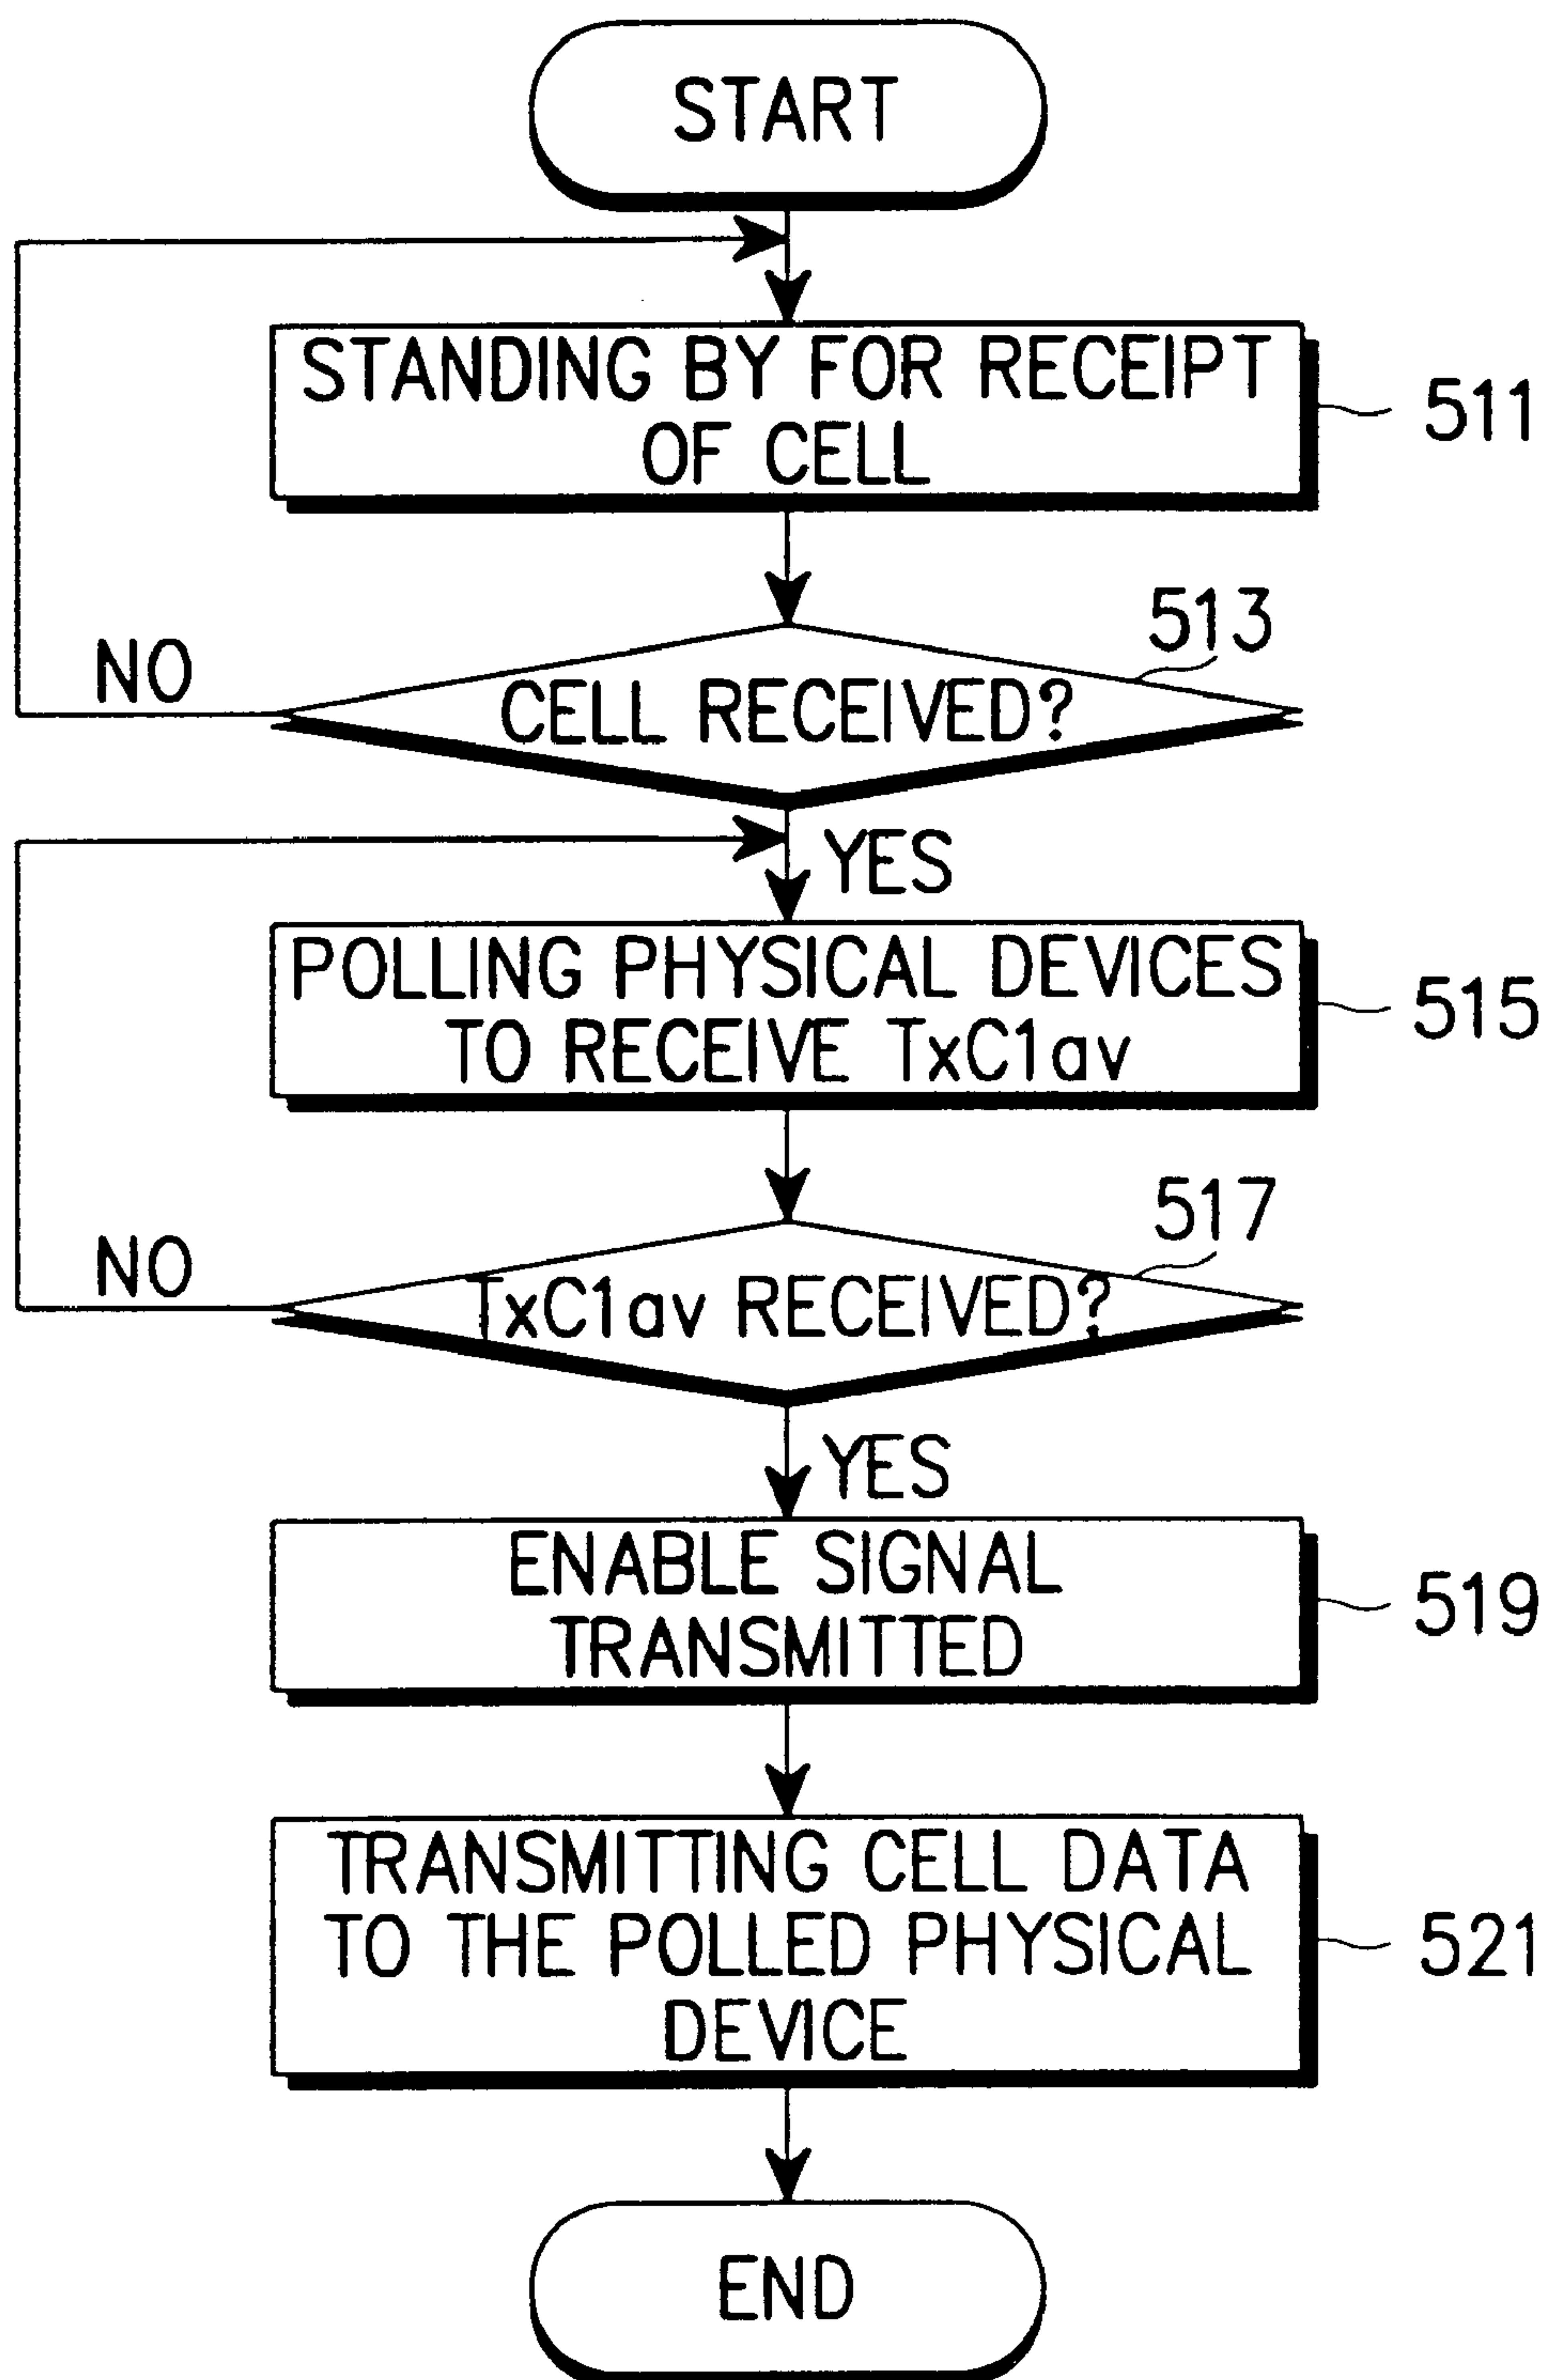 START
STANDING BY FOR RECEIPT
OF CELL
511
513
NO
CELL RECEIVED?
YES
POLLING PHYSICAL DEVICES
TO RECEIVE TxC1av
515
517
NO
TxC1av RECEIVED?
YES
ENABLE SIGNAL
TRANSMITTED
519
TRANSMITTING CELL DATA
TO THE POLLED PHYSICAL
DEVICE
521
END